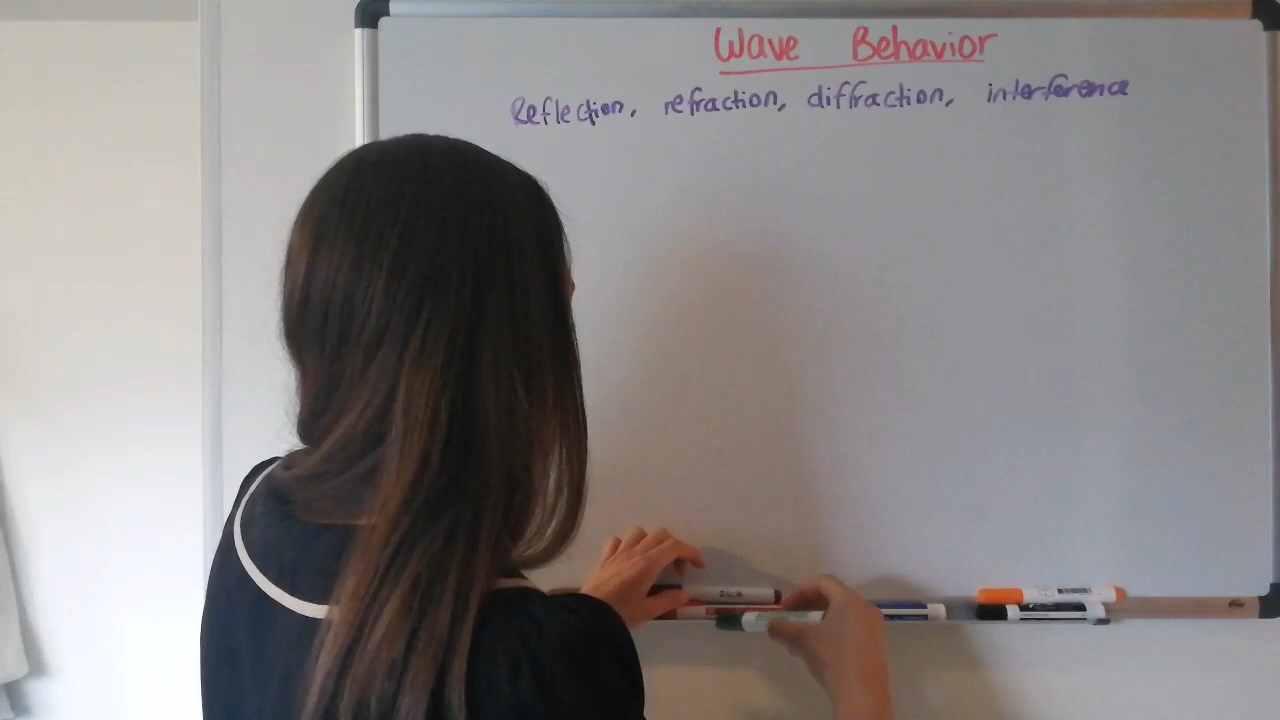 Wave Behavior
Reflection, refraction, diffraction, interference